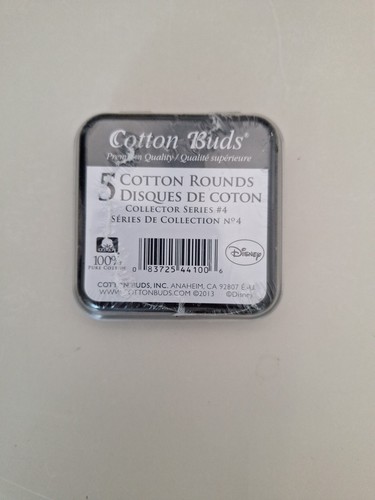 Cotton Buds®
Premium Quality / Qualité supérieure
5 COTTON ROUNDS
DISQUES DE COTON
COLLECTOR SERIES #4
SÉRIES DE COLLECTION Nº4
100%
PURE COTTON
0 83725 44100 6
Disney
COTTON BUDS, INC. ANAHEIM, CA 92807
WWW.COTTONBUDS.COM ©2013 ©Disney